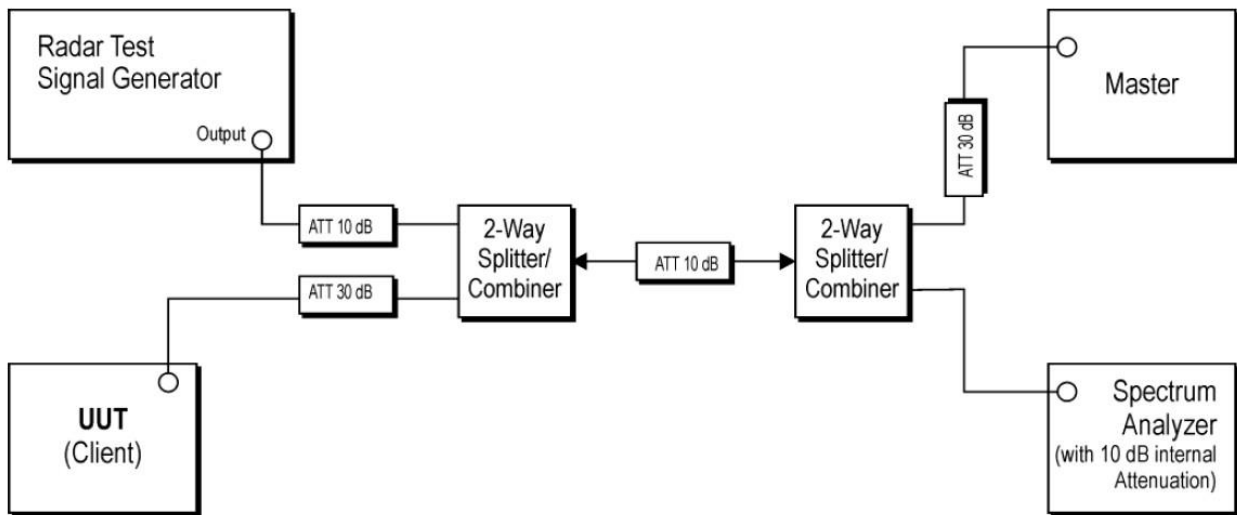 Radar Test
Signal Generator
Output
Master
ATT 30 dB
ATT 10 dB
2-Way
Splitter/
Combiner
ATT 10 dB
2-Way
Splitter/
Combiner
ATT 30 dB
UUT
(Client)
Spectrum
Analyzer
(with 10 dB internal
Attenuation)